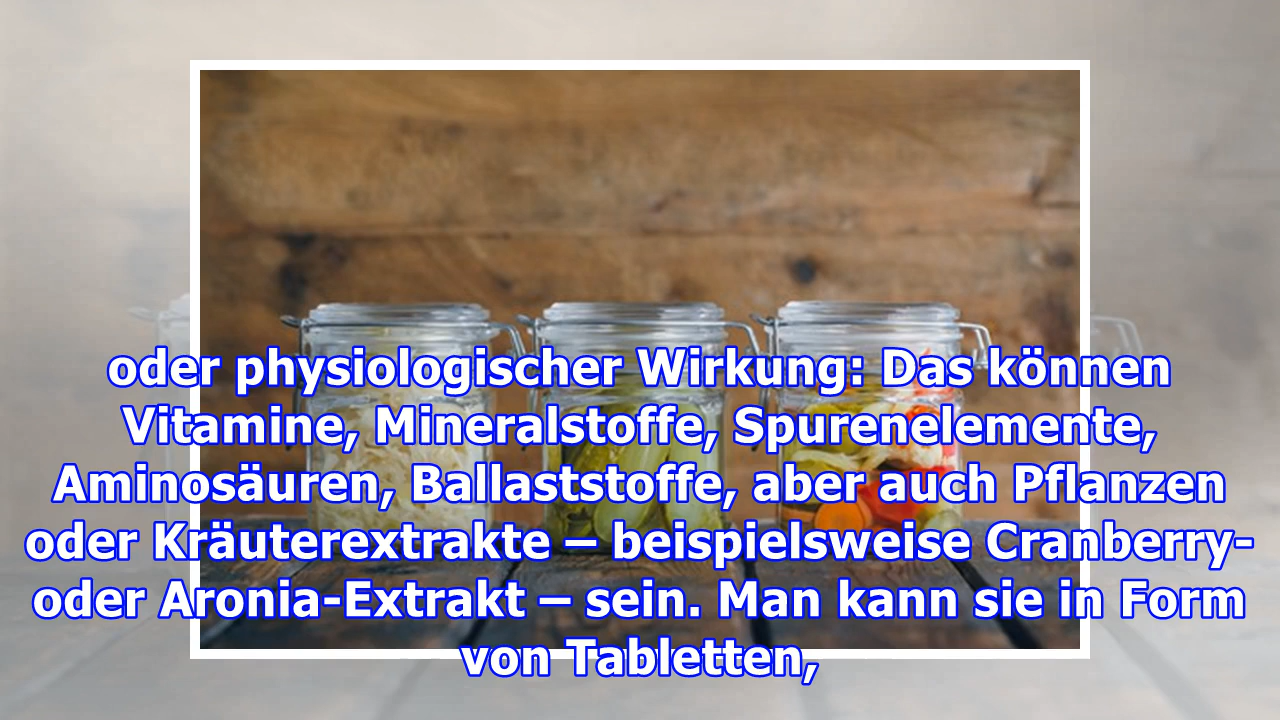 oder physiologischer Wirkung: Das können
Vitamine, Mineralstoffe, Spurenelemente,
Aminosäuren, Ballaststoffe, aber auch Pflanzen
oder Kräuterextrakte – beispielsweise Cranberry-
oder Aronia-Extrakt – sein. Man kann sie in Form
von Tabletten,